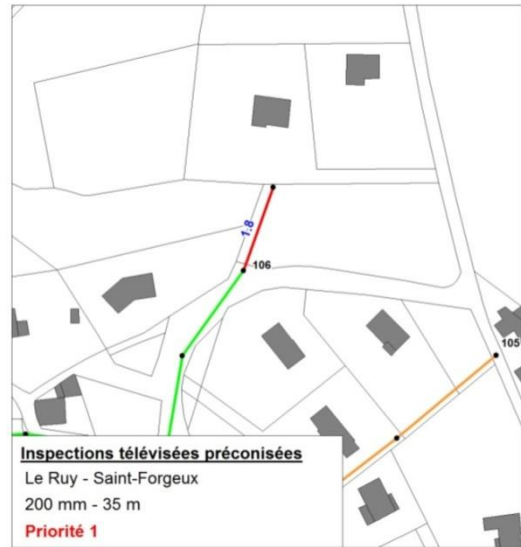 1.8
106
105
Inspections télévisées préconisées
Le Ruy - Saint-Forgeux
200 mm - 35 m
Priorité 1